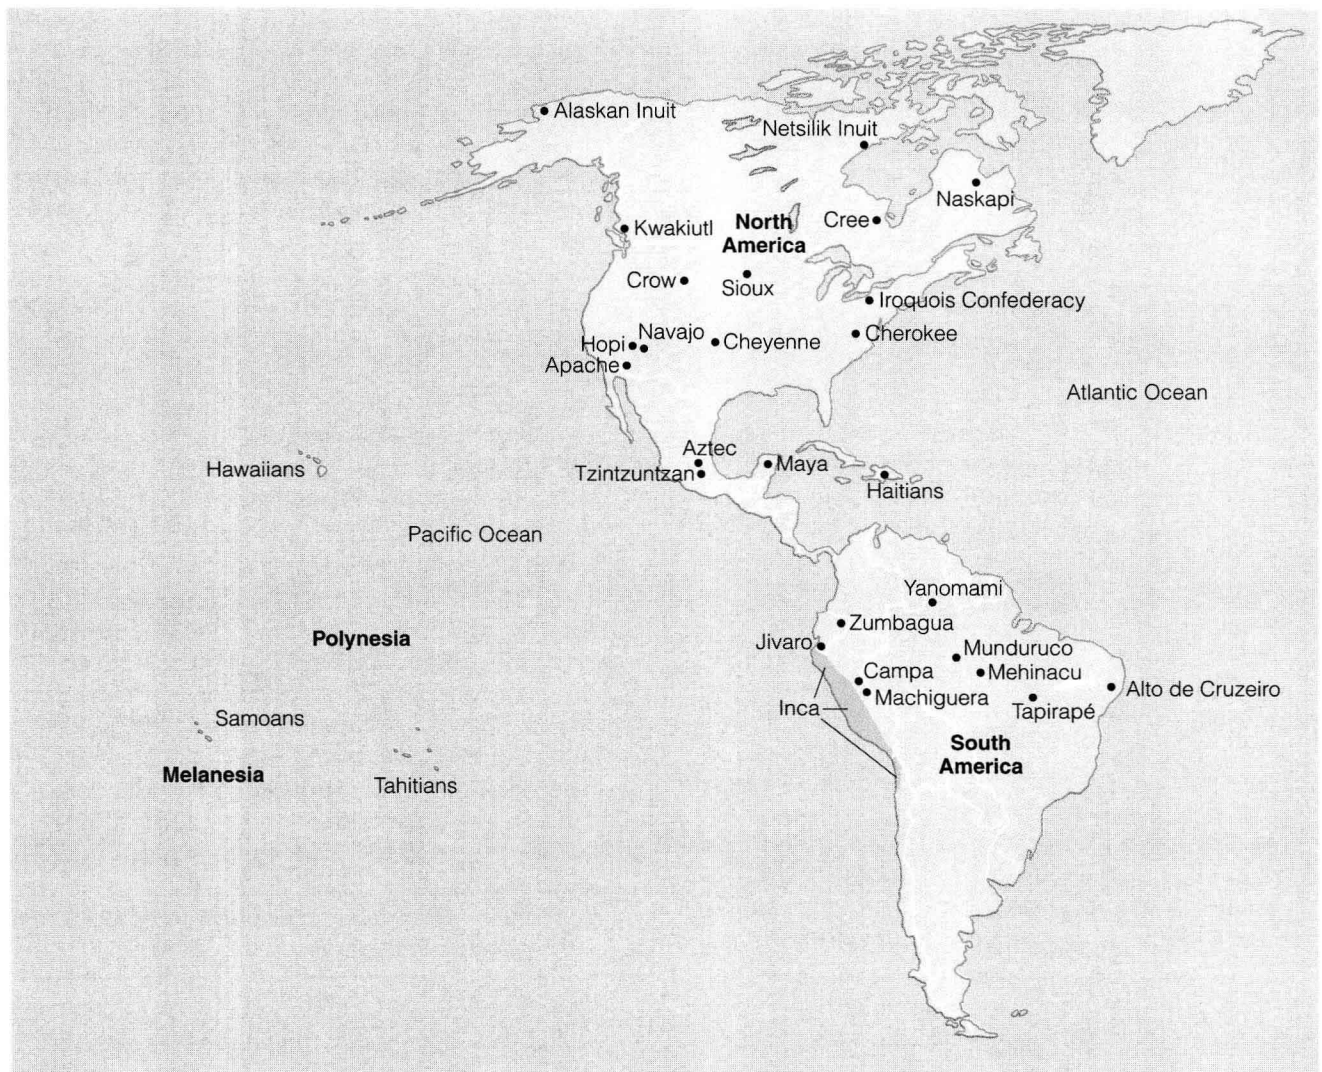 Alaskan Inuit
Netsilik Inuit
Naskapi
Kwakiutl
North
America
Cree
Crow
Sioux
Iroquois Confederacy
Navajo
Hopi
Cheyenne
Cherokee
Apache
Atlantic Ocean
Aztec
Maya
Hawaiians
Tzintzuntzan
Haitians
Pacific Ocean
Yanomami
Zumbagua
Polynesia
Jivaro
Munduruco
Campa
Mehinacu
Machiguera
Alto de Cruzeiro
Inca
Tapirapé
Samoans
South
America
Melanesia
Tahitians